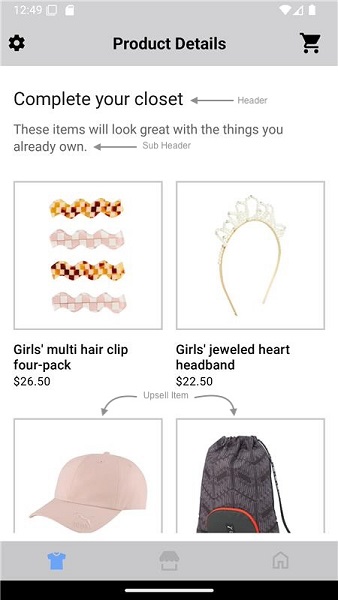 12:49
Product Details
Complete your closet
Header
These items will look great with the things you
already own.
Sub Header
Girls' multi hair clip
four-pack
$26.50
Girls' jeweled heart
headband
$22.50
Upsell Item